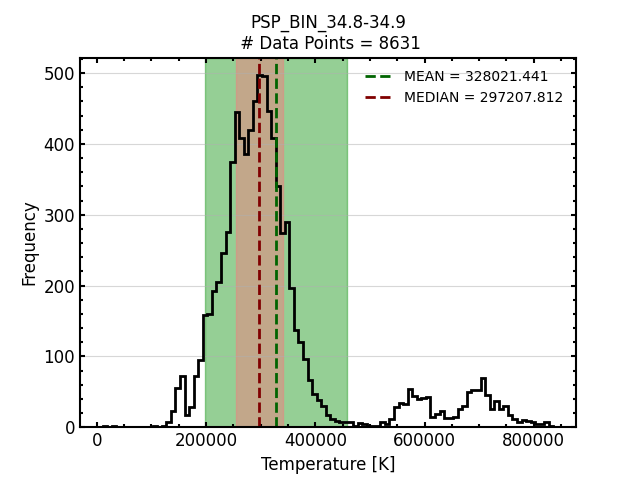 PSP_BIN_34.8-34.9
# Data Points = 8631
MEAN = 328021.441
MEDIAN = 297207.812
500
400
300
200
100
0
Frequency
0 200000 400000 600000 800000
Temperature [K]